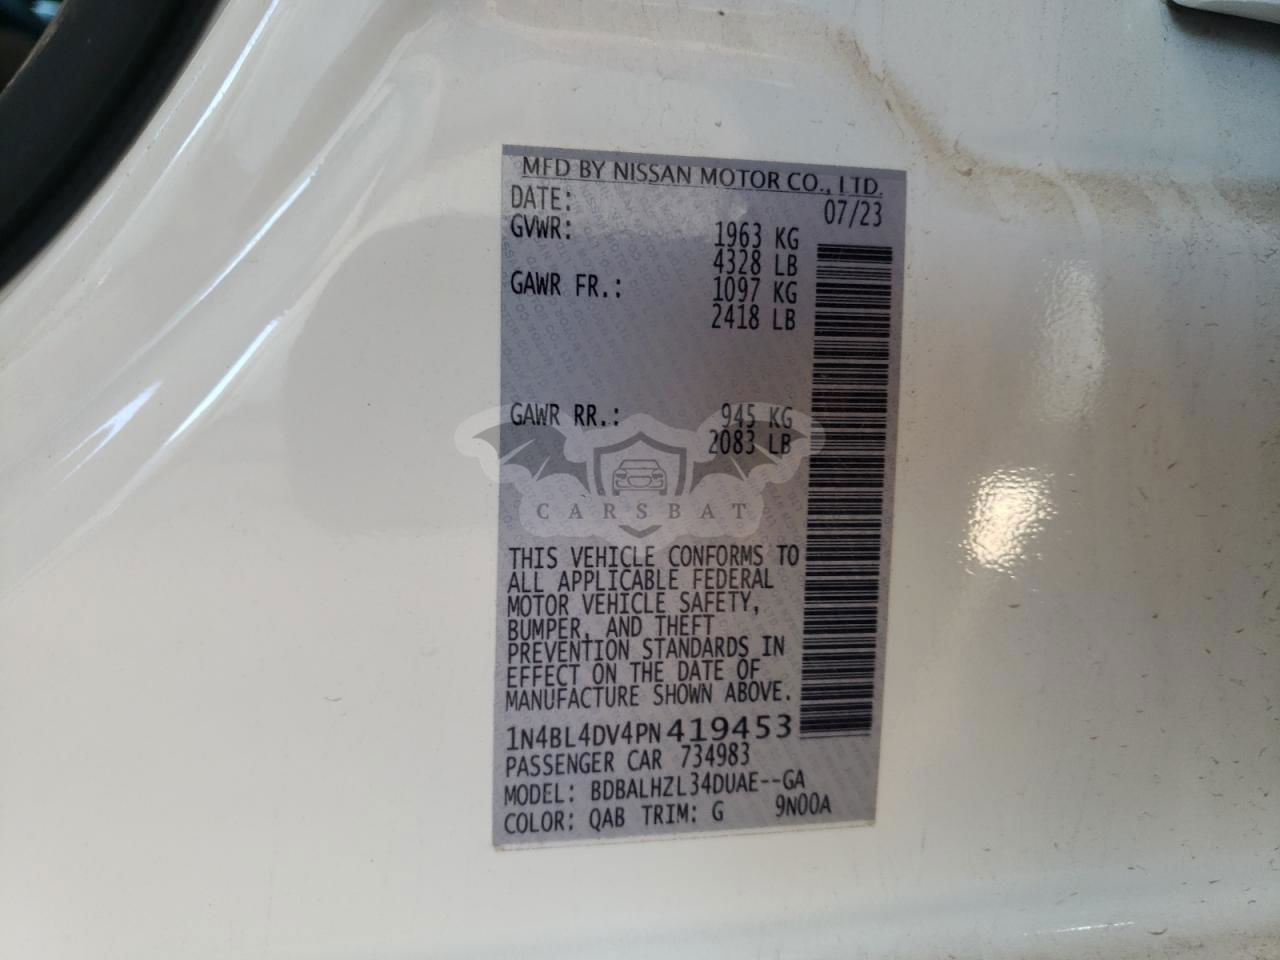 MFD BY NISSAN MOTOR CO., LTD.
DATE: 07/23
GVWR: 1963 KG
4328 LB
GAWR FR.: 1097 KG
2418 LB
GAWR RR.: 945 KG
2083 LB
CARSBAT
THIS VEHICLE CONFORMS TO
ALL APPLICABLE FEDERAL
MOTOR VEHICLE SAFETY,
BUMPER, AND THEFT
PREVENTION STANDARDS IN
EFFECT ON THE DATE OF
MANUFACTURE SHOWN ABOVE.
1N4BL4DV4PN419453
PASSENGER CAR 734983
MODEL: BDBALHZL34DUAE--GA
COLOR: QAB TRIM: G 9N00A